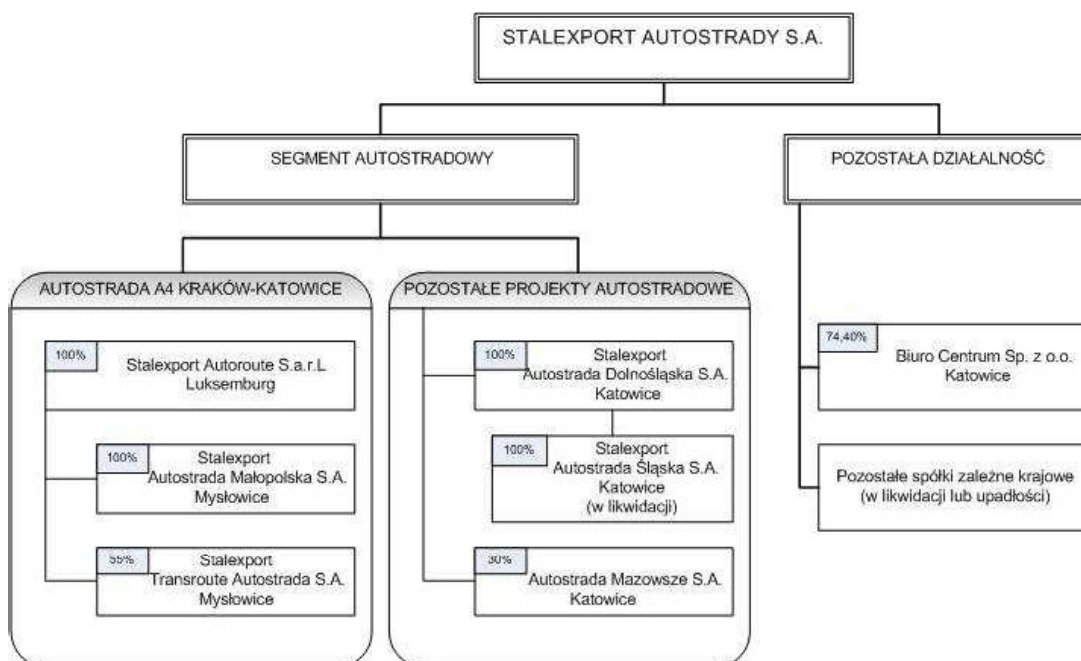 STALEXPORT AUTOSTRADY S.A.
SEGMENT AUTOSTRADOWY
POZOSTAŁA DZIAŁALNOŚĆ
AUTOSTRADA A4 KRAKÓW-KATOWICE
100%
Stalexport Autoroute S.a.r.L
Luksemburg
100%
Stalexport
Autostrada Małopolska S.A.
Mysłowice
55%
Stalexport
Transroute Autostrada S.A.
Mysłowice
POZOSTAŁE PROJEKTY AUTOSTRADOWE
100%
Stalexport
Autostrada Dolnośląska S.A.
Katowice
100%
Stalexport
Autostrada Śląska S.A.
Katowice
(w likwidacji)
30%
Autostrada Mazowsze S.A.
Katowice
74,40%
Biuro Centrum Sp. z o.o.
Katowice
Pozostałe spółki zależne krajowe
(w likwidacji lub upadłości)